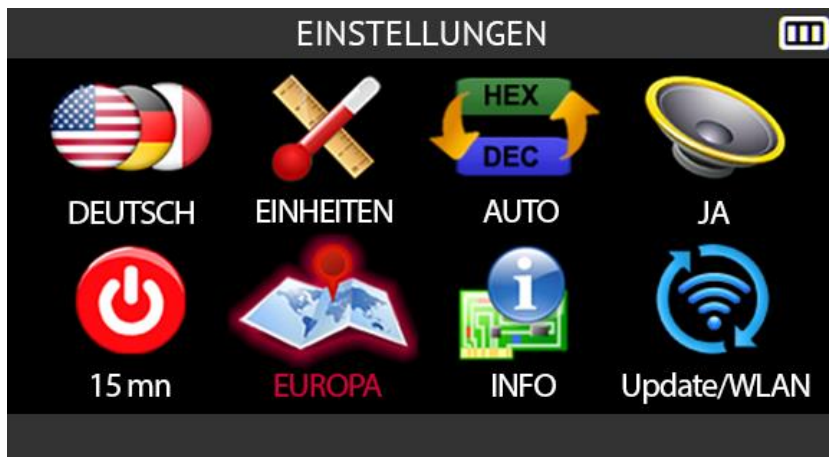 EINSTELLUNGEN
HEX
DEC
DEUTSCH EINHEITEN AUTO JA
i
15 mn EUROPA INFO Update/WLAN